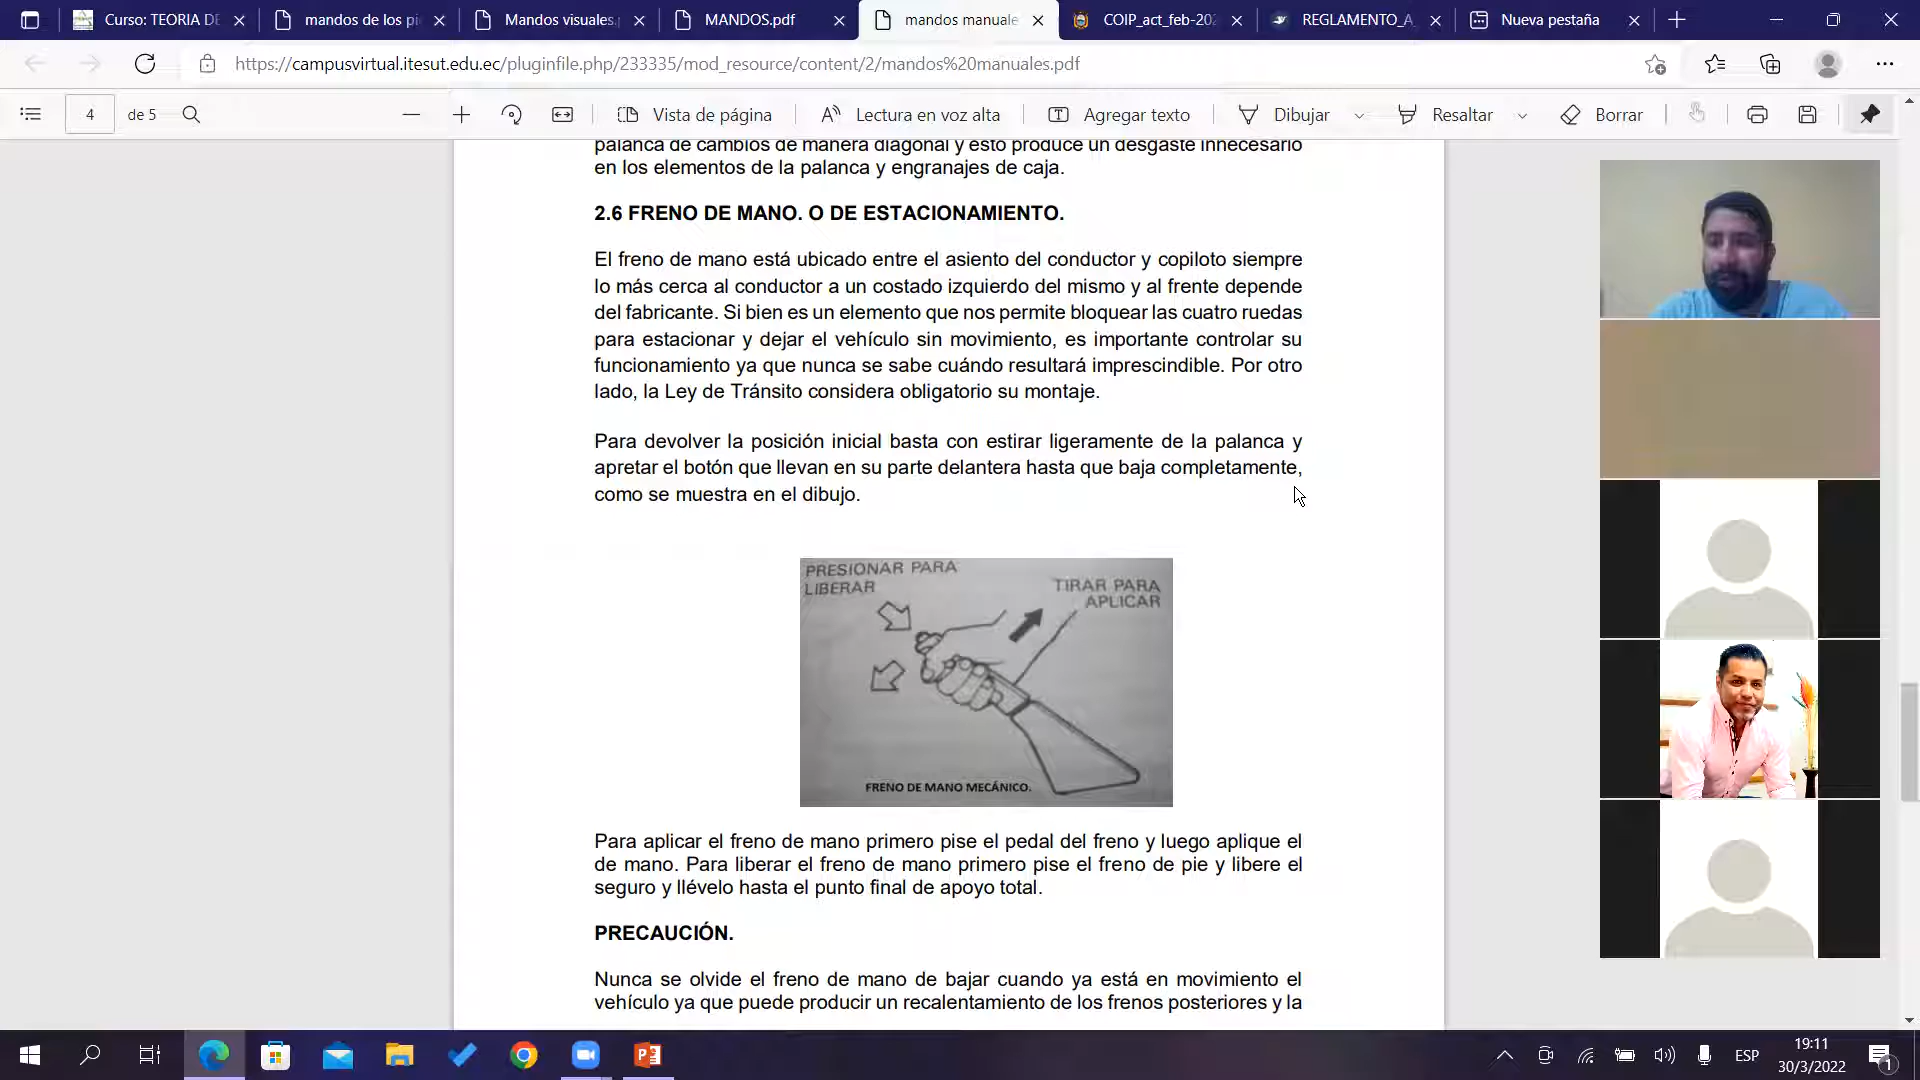 Curso: TEORIA DE
mandos de los pi
Mandos visuales.p
MANDOS.pdf
mandos manuale
COIP_act_feb-202
REGLAMENTO_A
Nueva pestaña
https://campusvirtual.itesut.edu.ec/pluginfile.php/233335/mod_resource/content/2/mandos%20manuales.pdf
4 de 5
Vista de página
Lectura en voz alta
Agregar texto
Dibujar
Resaltar
Borrar
palanca de cambios de manera diagonal y esto produce un desgaste innecesario
en los elementos de la palanca y engranajes de caja.
2.6 FRENO DE MANO. O DE ESTACIONAMIENTO.
El freno de mano está ubicado entre el asiento del conductor y copiloto siempre
lo más cerca al conductor a un costado izquierdo del mismo y al frente depende
del fabricante. Si bien es un elemento que nos permite bloquear las cuatro ruedas
para estacionar y dejar el vehículo sin movimiento, es importante controlar su
funcionamiento ya que nunca se sabe cuándo resultará imprescindible. Por otro
lado, la Ley de Tránsito considera obligatorio su montaje.
Para devolver la posición inicial basta con estirar ligeramente de la palanca y
apretar el botón que llevan en su parte delantera hasta que baja completamente,
como se muestra en el dibujo.
PRESIONAR PARA
LIBERAR
TIRAR PARA
APLICAR
FRENO DE MANO MECÁNICO.
Para aplicar el freno de mano primero pise el pedal del freno y luego aplique el
de mano. Para liberar el freno de mano primero pise el freno de pie y libere el
seguro y llévelo hasta el punto final de apoyo total.
PRECAUCIÓN.
Nunca se olvide el freno de mano de bajar cuando ya está en movimiento el
vehículo ya que puede producir un recalentamiento de los frenos posteriores y la
ESP
19:11
30/3/2022
1